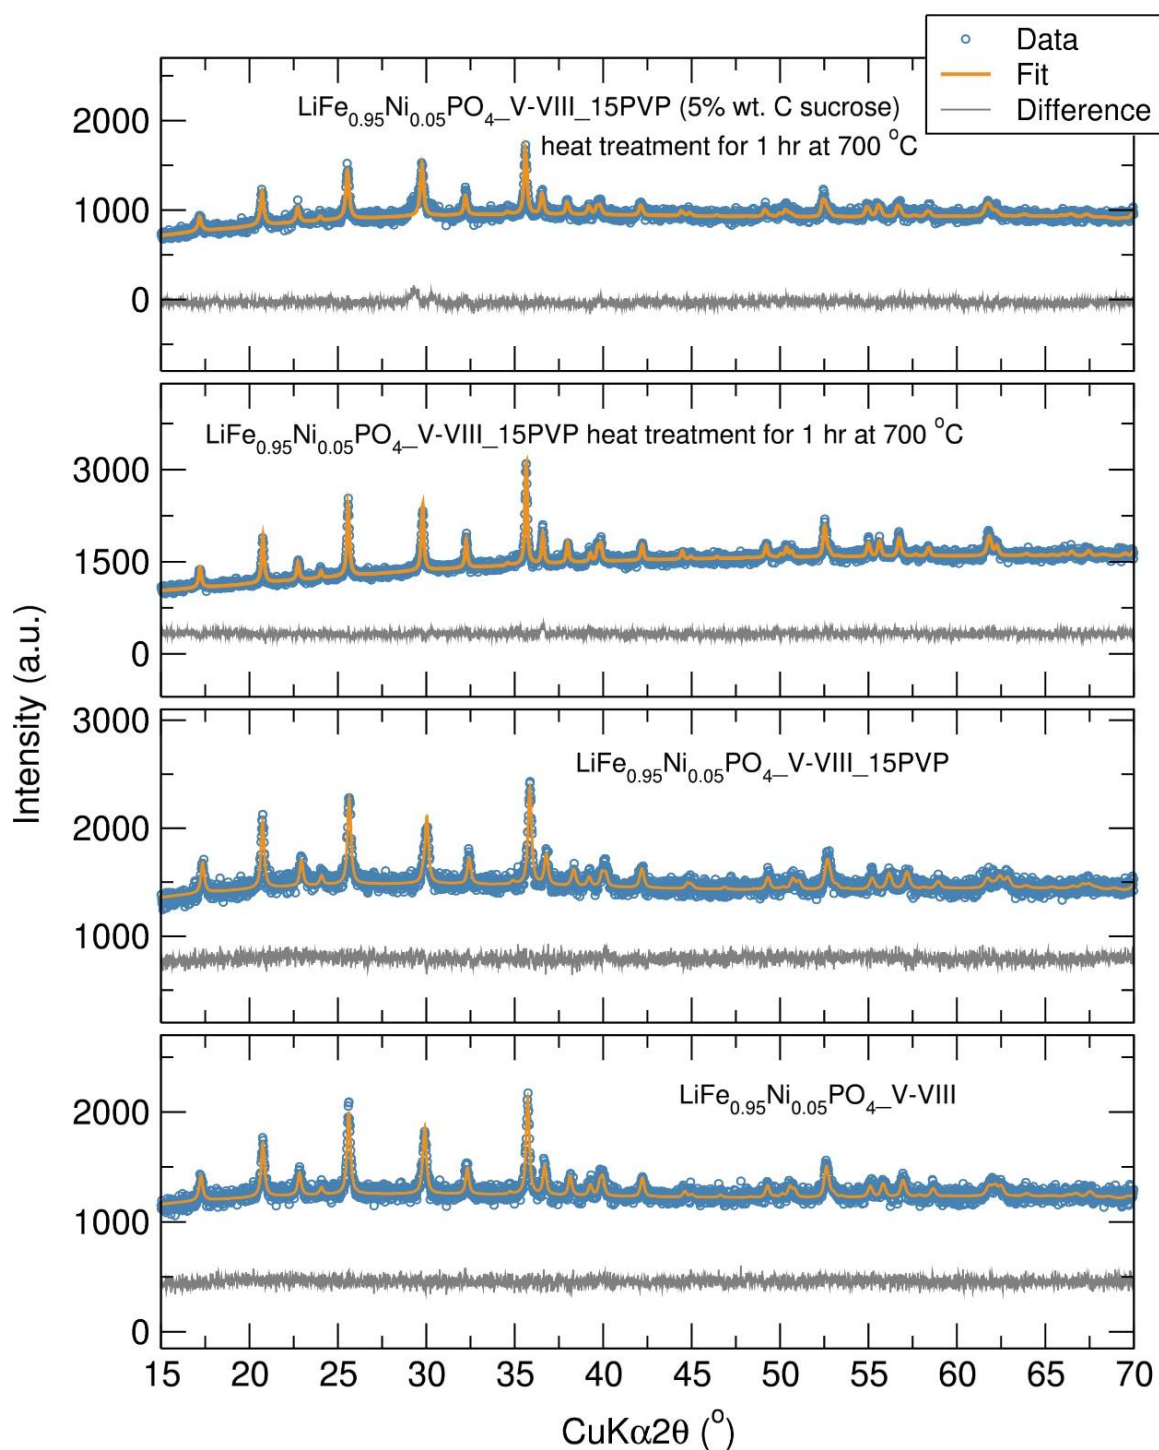 Data
Fit
Difference
LiFe0.95Ni0.05PO4_V-VIII_15PVP (5% wt. C sucrose)
heat treatment for 1 hr at 700 °C
2000
1000
0
LiFe0.95Ni0.05PO4_V-VIII_15PVP heat treatment for 1 hr at 700 °C
3000
1500
0
Intensity (a.u.)
3000
LiFe0.95Ni0.05PO4_V-VIII_15PVP
2000
1000
LiFe0.95Ni0.05PO4_V-VIII
2000
1000
0
15 20 25 30 35 40 45 50 55 60 65 70
CuKα2θ (°)